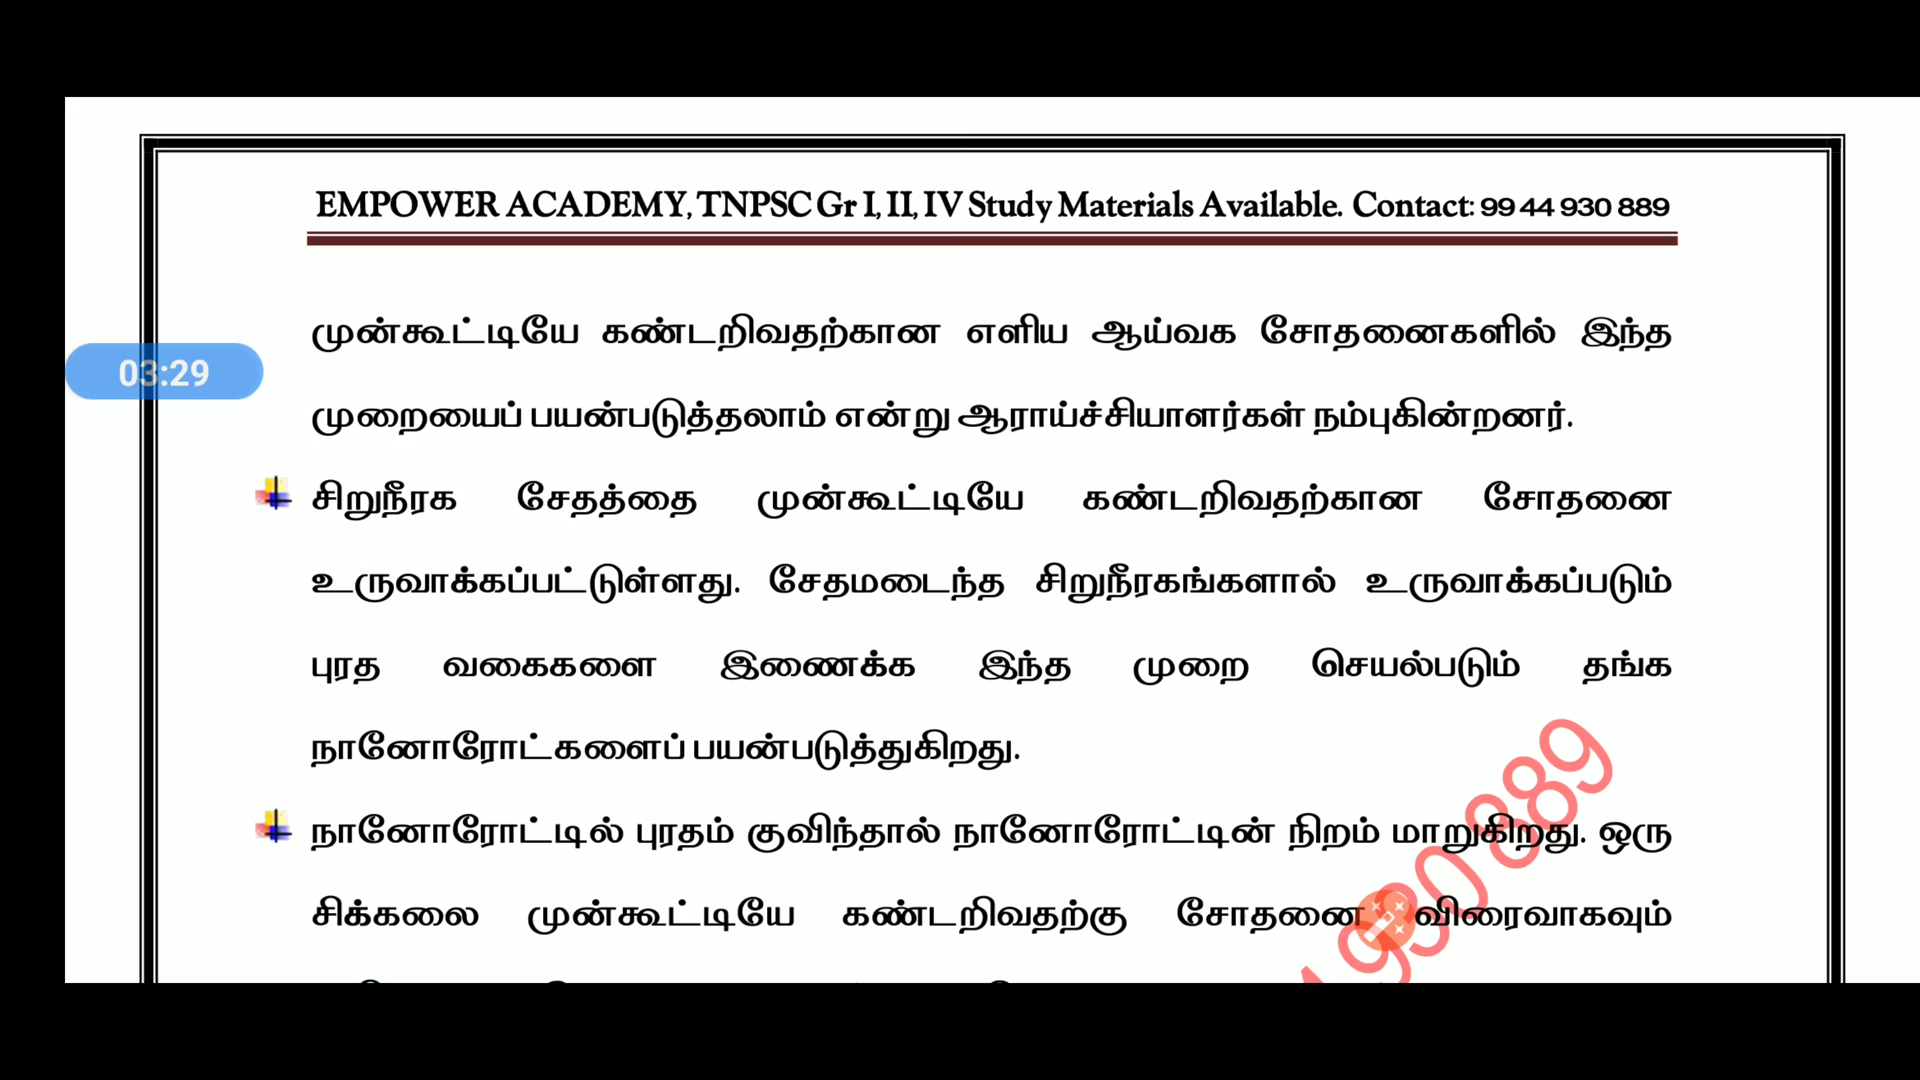 EMPOWER ACADEMY, TNPSC Gr I, II, IV Study Materials Available. Contact: 99 44 930 889
முன்கூட்டியே கண்டறிவதற்கான எளிய ஆய்வக சோதனைகளில் இந்த
03:29
முறையைப் பயன்படுத்தலாம் என்று ஆராய்ச்சியாளர்கள் நம்புகின்றனர்.
சிறுநீரக சேதத்தை முன்கூட்டியே கண்டறிவதற்கான சோதனை
உருவாக்கப்பட்டுள்ளது. சேதமடைந்த சிறுநீரகங்களால் உருவாக்கப்படும்
புரத வகைகளை இணைக்க இந்த முறை செயல்படும் தங்க
நானோரோட்களைப் பயன்படுத்துகிறது.
நானோரோட்டில் புரதம் குவிந்தால் நானோரோட்டின் நிறம் மாறுகிறது. ஒரு
சிக்கலை முன்கூட்டியே கண்டறிவதற்கு சோதனை விரைவாகவும்
930 889